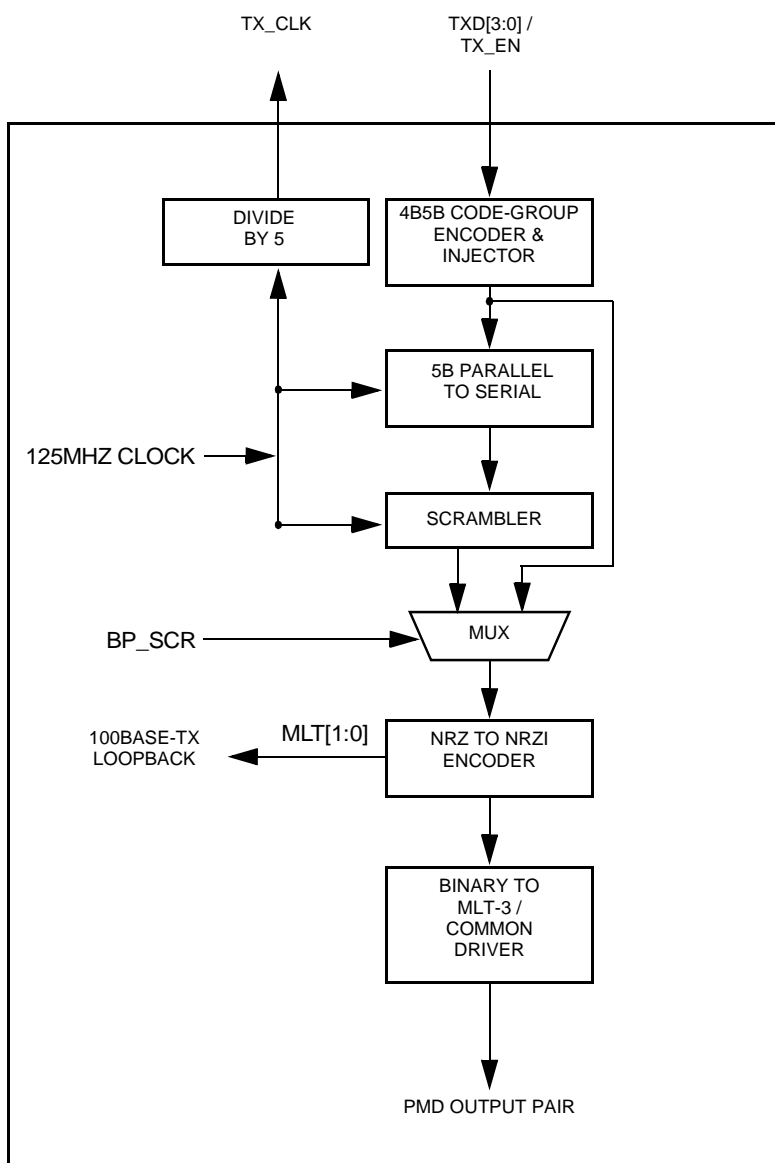 TX_CLK
TXD[3:0] /
TX_EN
DIVIDE
BY 5
4B5B CODE-GROUP
ENCODER &
INJECTOR
5B PARALLEL
TO SERIAL
125MHZ CLOCK
SCRAMBLER
BP_SCR
MUX
100BASE-TX
LOOPBACK
MLT[1:0]
NRZ TO NRZI
ENCODER
BINARY TO
MLT-3 /
COMMON
DRIVER
PMD OUTPUT PAIR